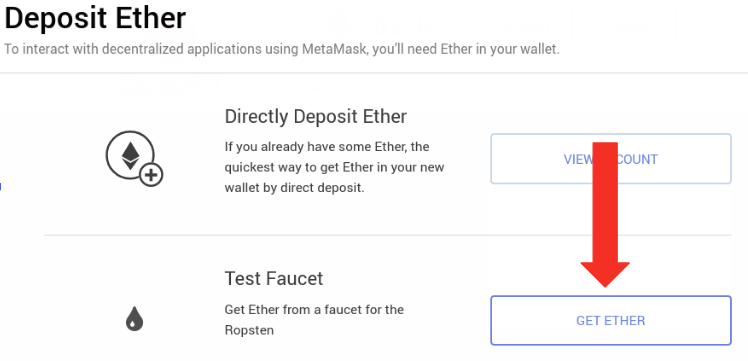 Deposit Ether
To interact with decentralized applications using MetaMask, you'll need Ether in your wallet.
Directly Deposit Ether
If you already have some Ether, the
quickest way to get Ether in your new
wallet by direct deposit.
VIEW COUNT
Test Faucet
Get Ether from a faucet for the
Ropsten
GET ETHER